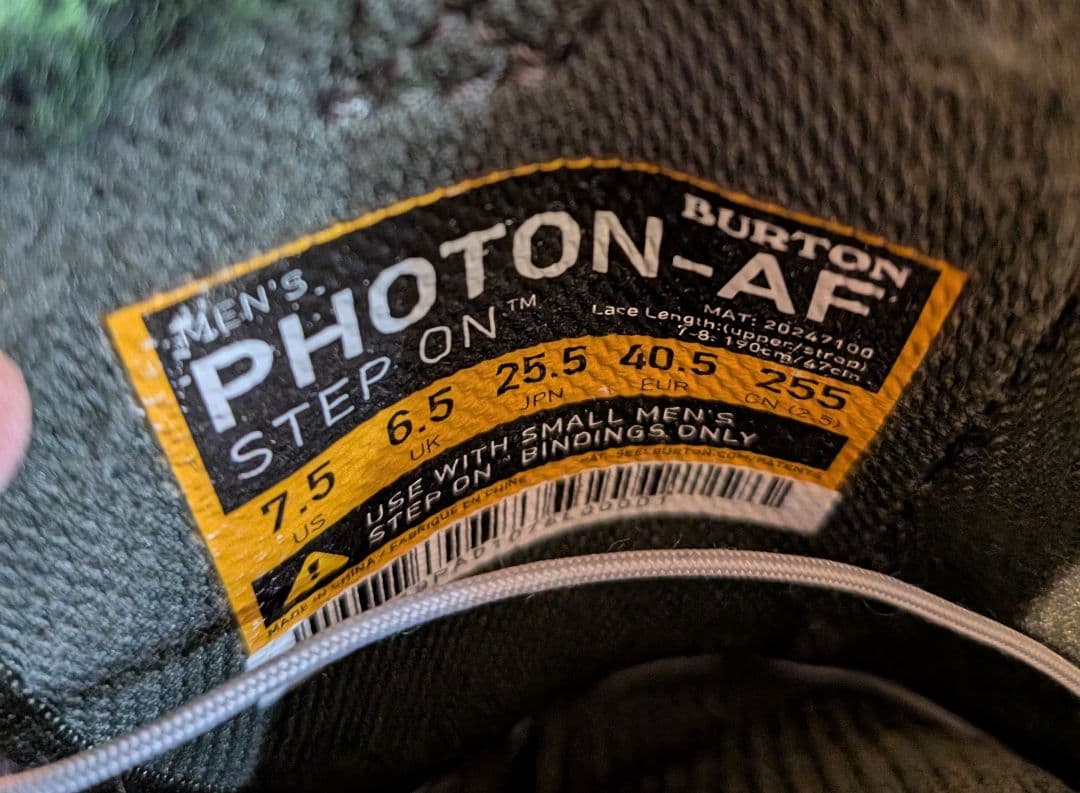 BURTON
MEN'S
PHOTON-AF
STEP ON™
MAT: 20247100
Lace Length:(upper/strap)
7-8: 190cm/67cm
7.5 6.5 25.5 40.5 255
US UK JPN EUR CN (2.5)
USE WITH SMALL MEN'S
STEP ON™ BINDINGS ONLY
MADE IN CHINA / FABRIQUÉ EN CHINE